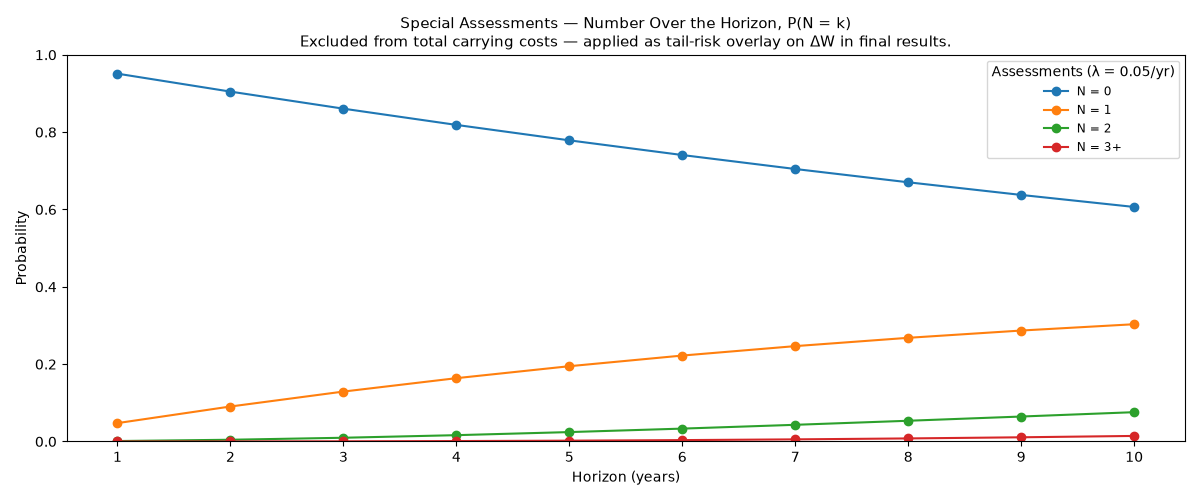 Special Assessments — Number Over the Horizon, P(N = k)
Excluded from total carrying costs — applied as tail-risk overlay on ΔW in final results.
Assessments (λ = 0.05/yr)
N = 0
N = 1
N = 2
N = 3+
Probability
1.0
0.8
0.6
0.4
0.2
0.0
1 2 3 4 5 6 7 8 9 10
Horizon (years)